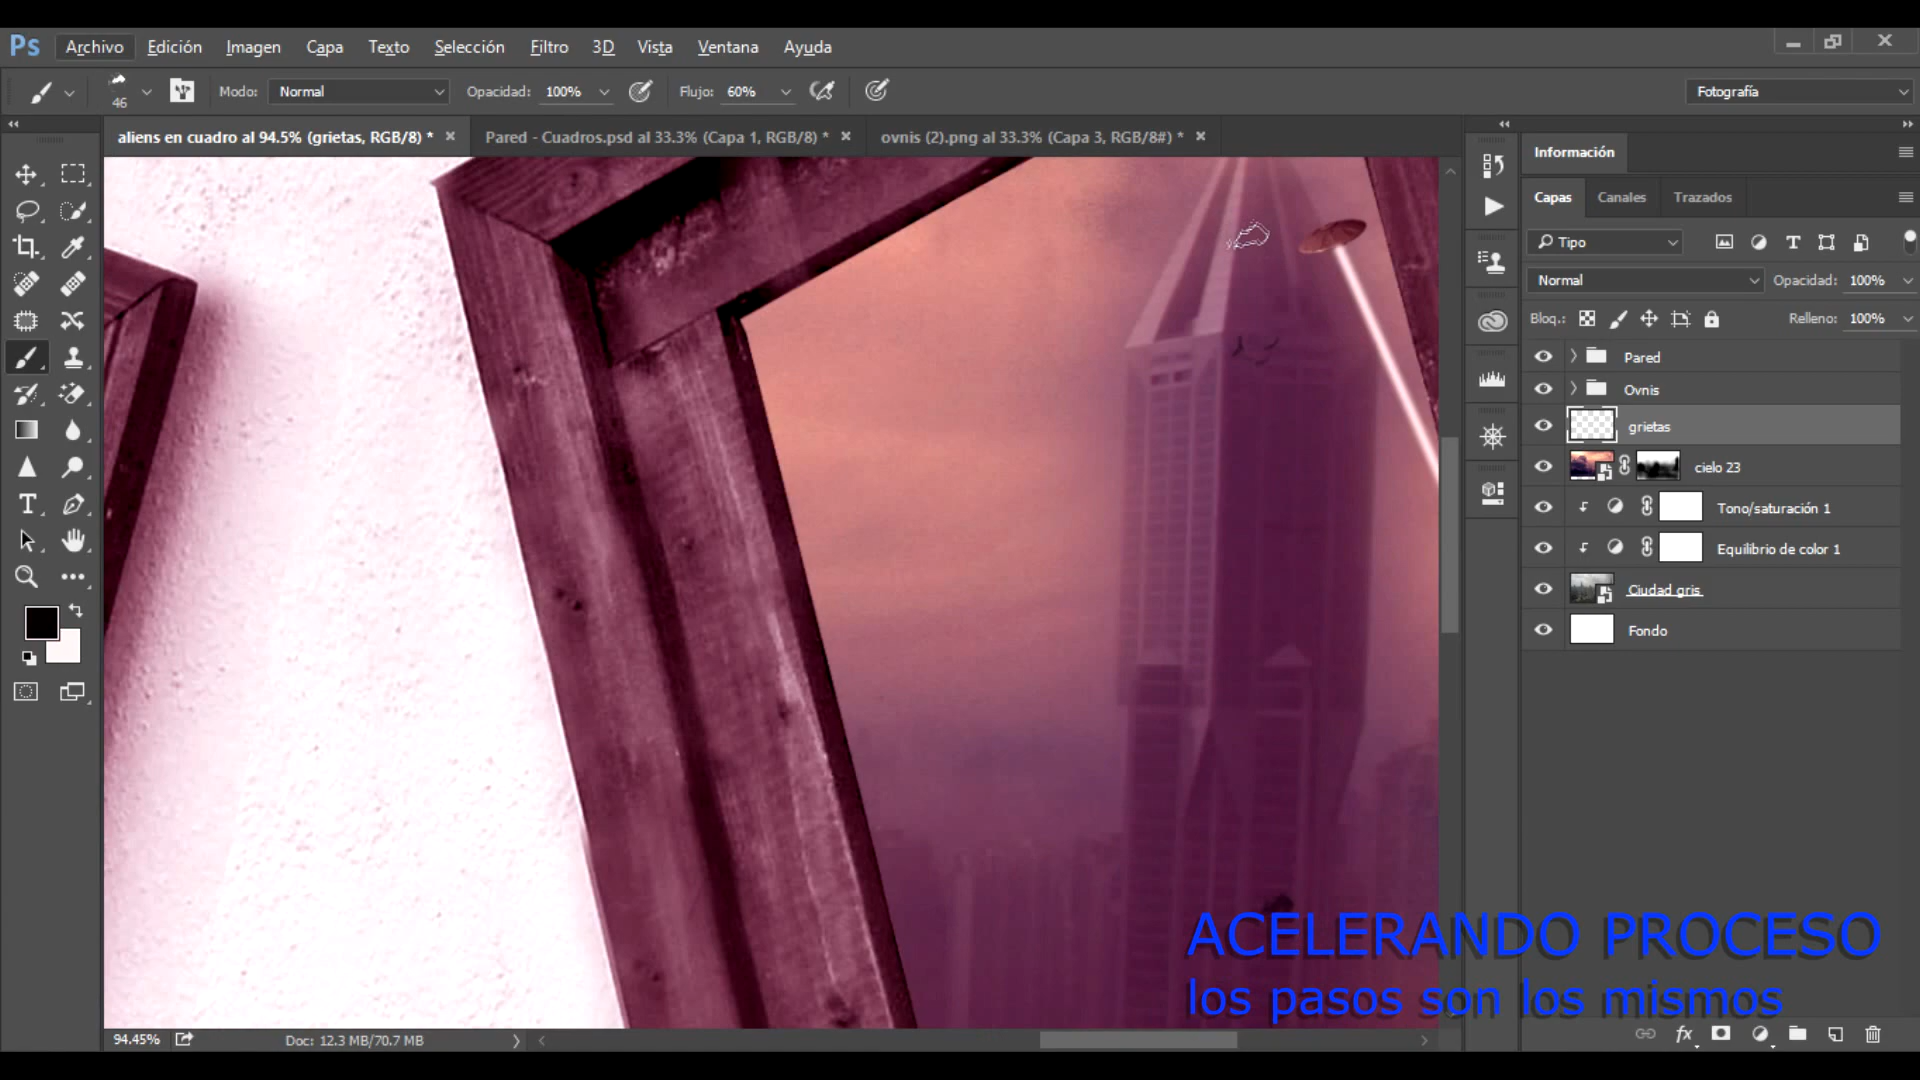 Ps Archivo Edición Imagen Capa Texto Selección Filtro 3D Vista Ventana Ayuda
46 Modo: Normal Opacidad: 100% Flujo: 60% Fotografía
aliens en cuadro al 94.5% (grietas, RGB/8) * Pared - Cuadros.psd al 33.3% (Capa 1, RGB/8) * ovnis (2).png al 33.3% (Capa 3, RGB/8#) *
Información
Capas Canales Trazados
Tipo
Normal Opacidad: 100%
Bloq.: Relleno: 100%
Pared
Ovnis
grietas
cielo 23
Tono/saturación 1
Equilibrio de color 1
Ciudad gris
Fondo
ACELERANDO PROCESO
los pasos son los mismos
94.45% Doc: 12.3 MB/70.7 MB